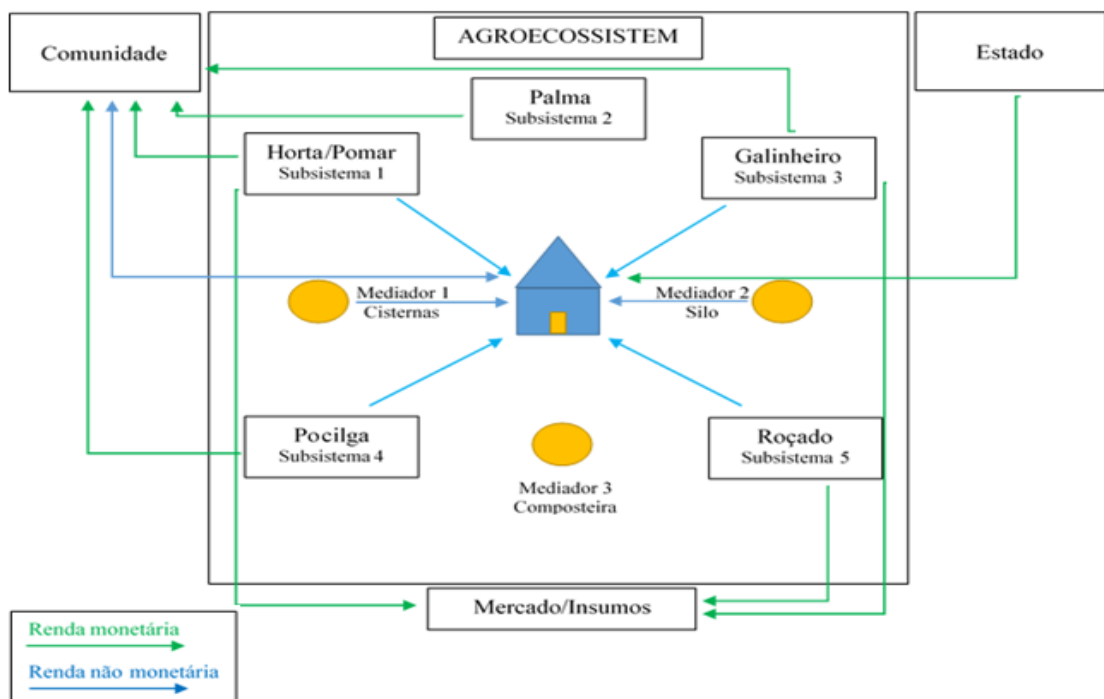 Comunidade
AGROECOSSISTEM
Estado
Palma
Subsistema 2
Horta/Pomar
Subsistema 1
Galinheiro
Subsistema 3
Mediador 1
Cisternas
Mediador 2
Silo
Pocilga
Subsistema 4
Roçado
Subsistema 5
Mediador 3
Composteira
Mercado/Insumos
Renda monetária
Renda não monetária